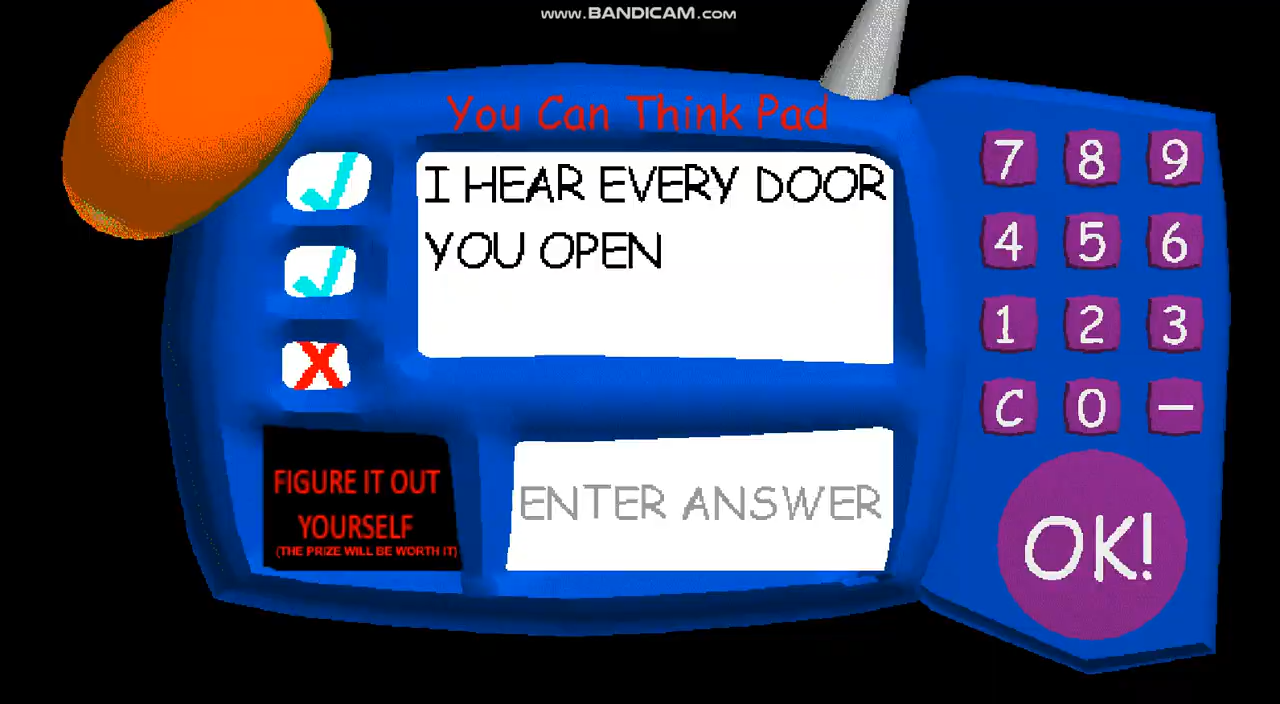 www.BANDICAM.com
You Can Think Pad
I HEAR EVERY DOOR
YOU OPEN
7 8 9
4 5 6
1 2 3
C 0 −
FIGURE IT OUT
YOURSELF
(THE PRIZE WILL BE WORTH IT)
ENTER ANSWER
OK!